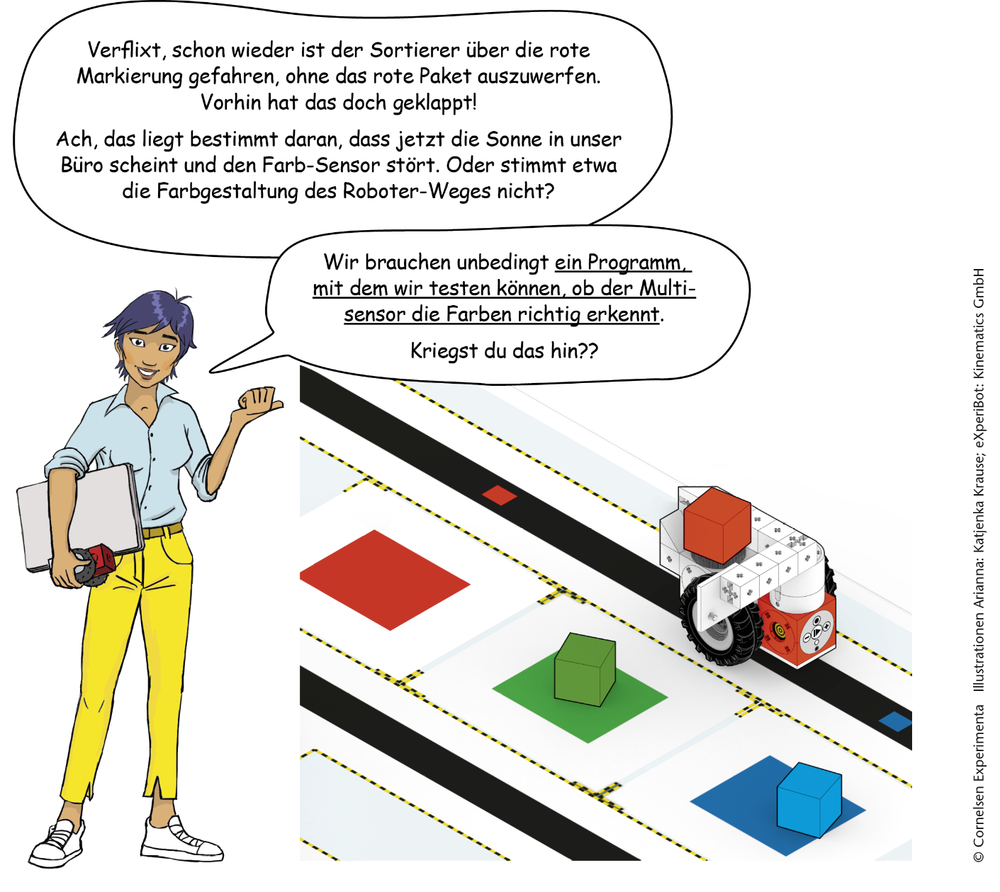 Verflixt, schon wieder ist der Sortierer über die rote
Markierung gefahren, ohne das rote Paket auszuwerfen.
Vorhin hat das doch geklappt!
Ach, das liegt bestimmt daran, dass jetzt die Sonne in unser
Büro scheint und den Farb-Sensor stört. Oder stimmt etwa
die Farbgestaltung des Roboter-Weges nicht?
Wir brauchen unbedingt ein Programm,
mit dem wir testen können, ob der Multi-
sensor die Farben richtig erkennt.
Kriegst du das hin??
© Cornelsen Experimenta   Illustrationen Arianna: Katjenka Krause; eXperiBot: Kinematics GmbH